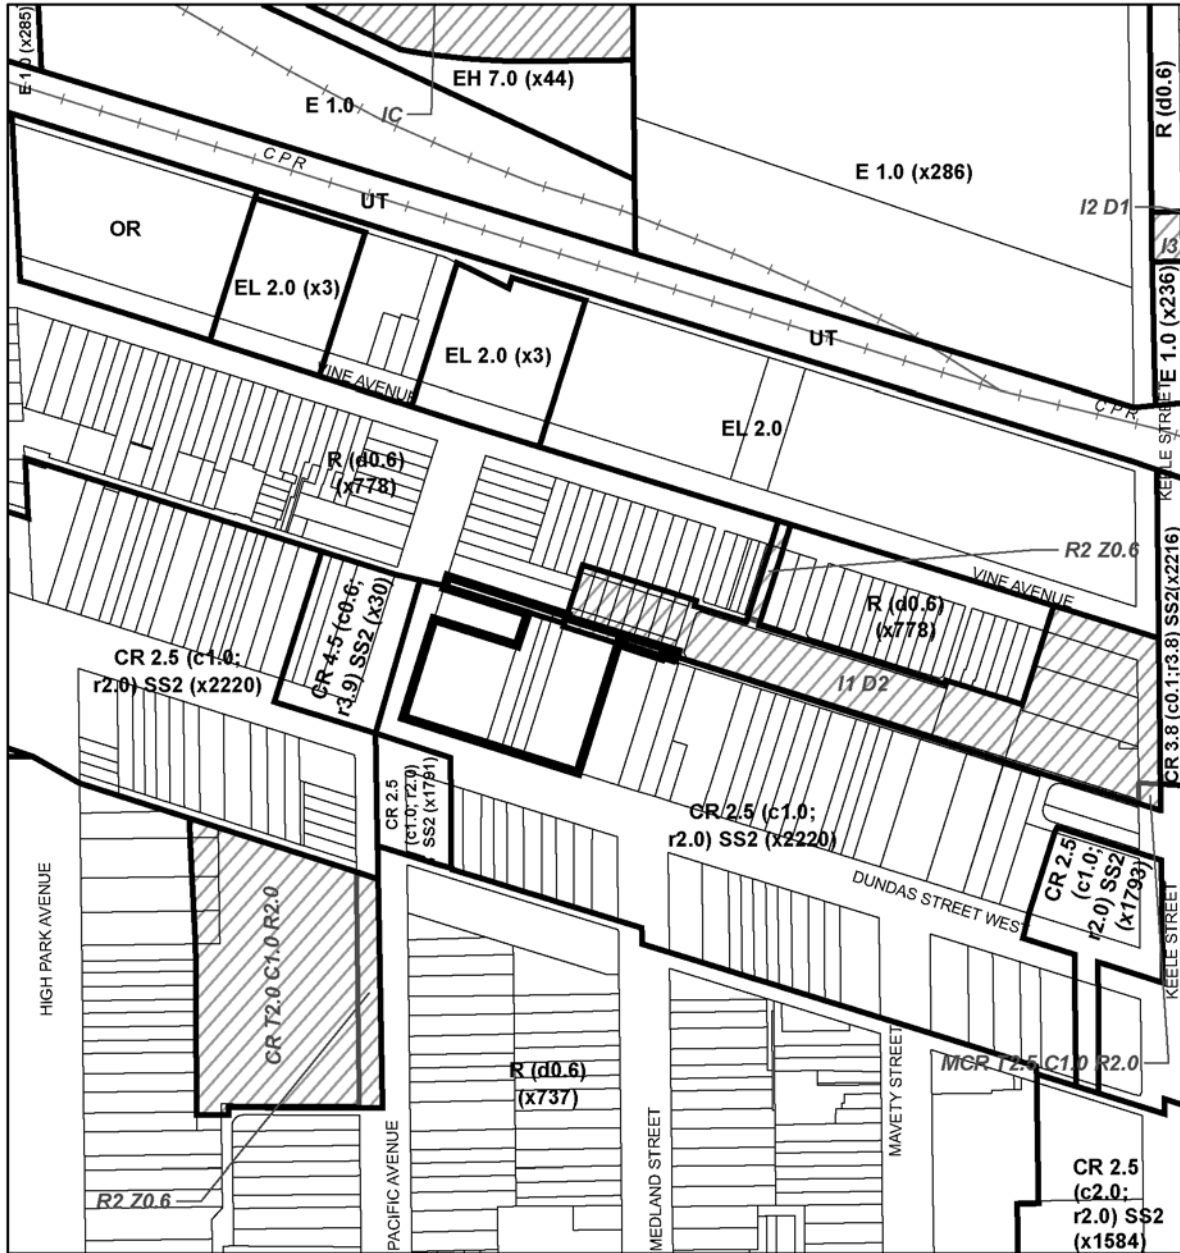 E 1.0 (x285)
EH 7.0 (x44)
E 1.0
IC
R (d0.6)
CPR
E 1.0 (x286)
UT
I2 D1
OR
I3
EL 2.0 (x3)
E 1.0 (x236)
UT
EL 2.0 (x3)
VINE AVENUE
CPR
EL 2.0
KEELE STREET
R (d0.6)
(x778)
R2 Z0.6
VINE AVENUE
R (d0.6)
(x778)
CR 4.5 (c0.6;
r3.9) SS2 (x30)
CR 3.8 (c0.1;r3.8) SS2(x2216)
CR 2.5 (c1.0;
r2.0) SS2 (x2220)
I1 D2
CR 2.5
(c1.0; r2.0)
SS2 (x1791)
CR 2.5 (c1.0;
r2.0) SS2 (x2220)
CR 2.5
(c1.0;
r2.0) SS2
(x1793)
DUNDAS STREET WEST
HIGH PARK AVENUE
CR T2.0 C1.0 R2.0
KEELE STREET
MCR T2.5 C1.0 R2.0
R (d0.6)
(x737)
MAVETY STREET
PACIFIC AVENUE
MEDLAND STREET
R2 Z0.6
CR 2.5
(c2.0;
r2.0) SS2
(x1584)